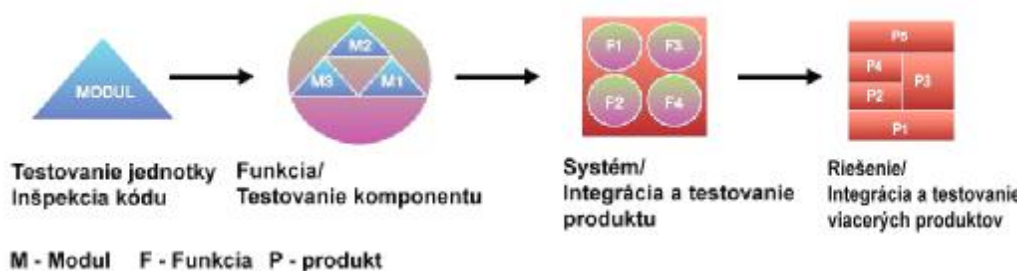 MODUL
M2
M3 M1
P1 F3
F2 F4
P5
P4
P3
P2
P1
Testovanie jednotky
Inšpekcia kódu
Funkcia/
Testovanie komponentu
Systém/
Integrácia a testovanie
produktu
Riešenie/
Integrácia a testovanie
viacerých produktov
M - Modul F - Funkcia P - produkt